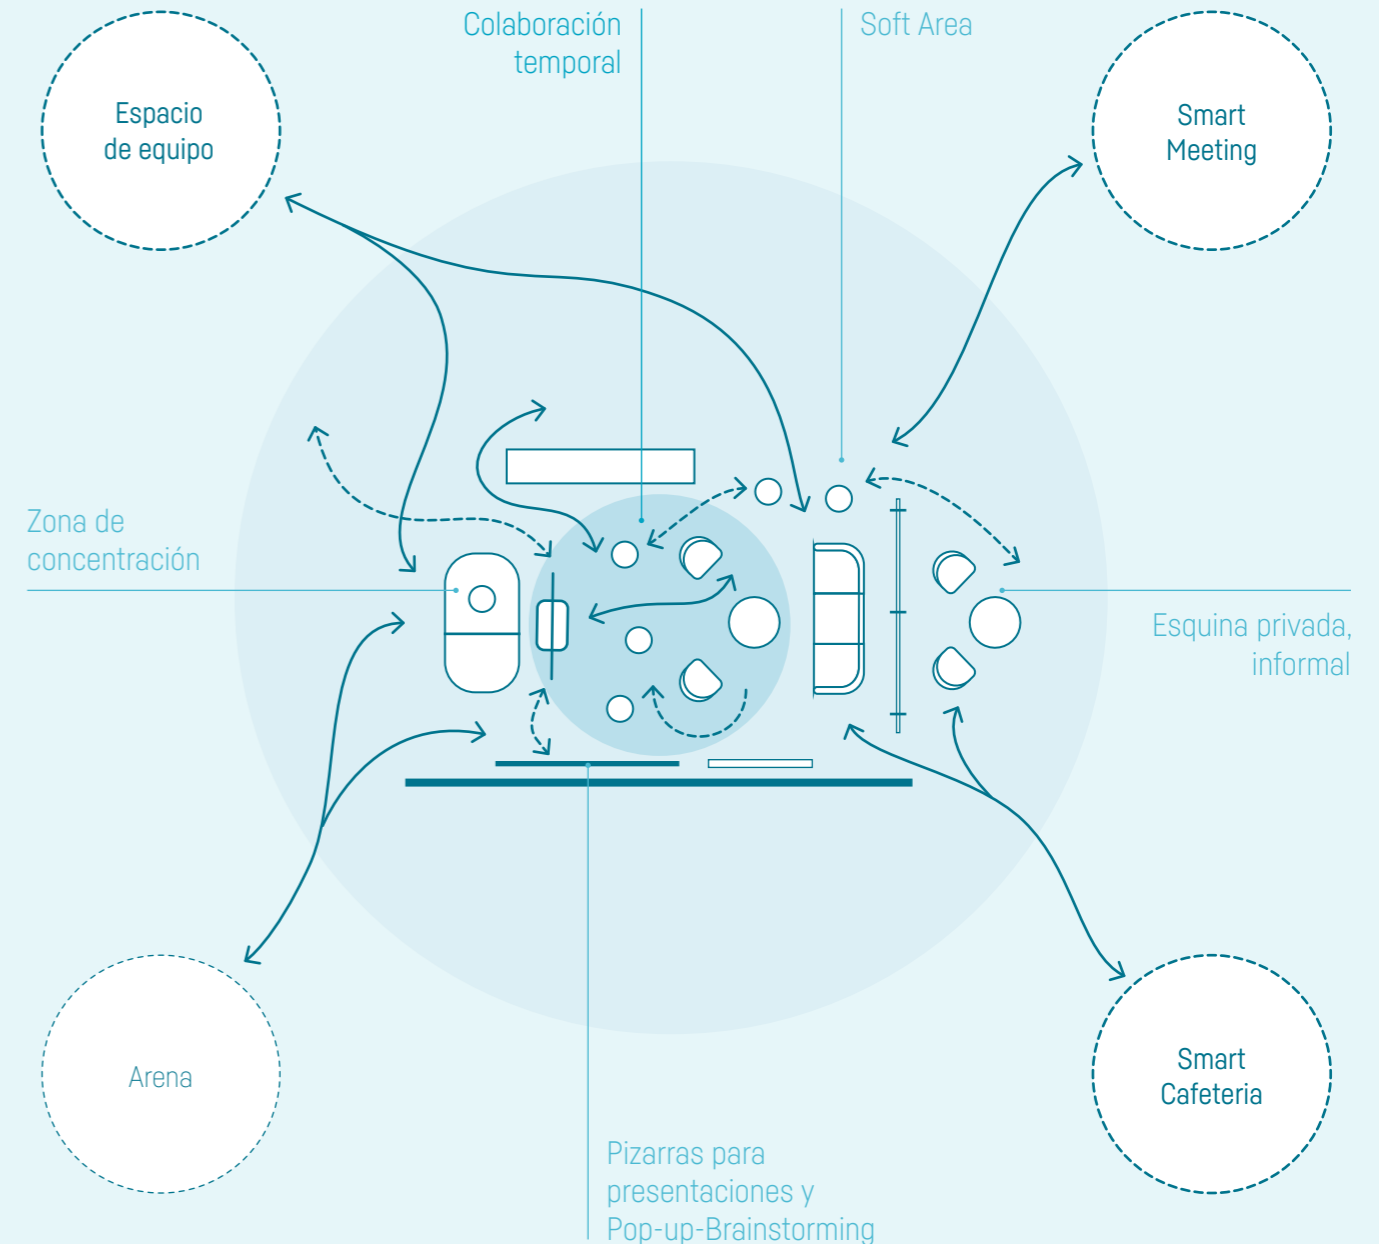 Colaboración
temporal
Soft Area
Espacio
de equipo
Smart
Meeting
Zona de
concentración
Esquina privada,
informal
Arena
Smart
Cafeteria
Pizarras para
presentaciones y
Pop-up-Brainstorming